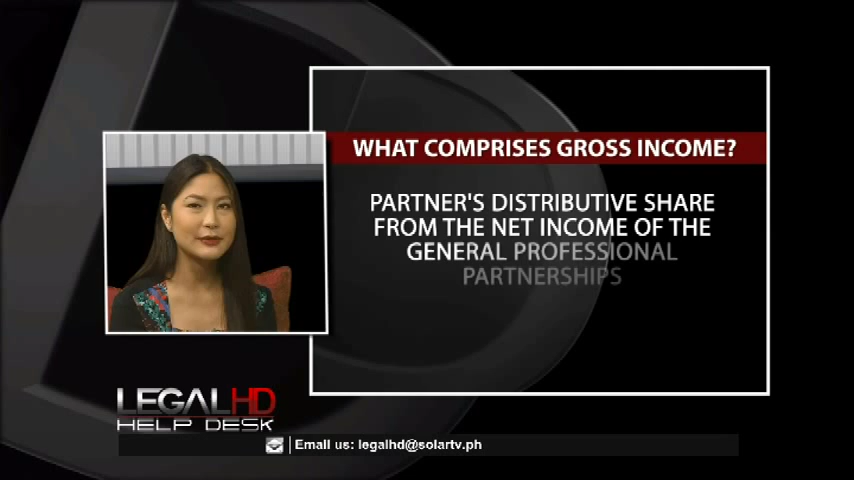 WHAT COMPRISES GROSS INCOME?
PARTNER'S DISTRIBUTIVE SHARE
FROM THE NET INCOME OF THE
GENERAL PROFESSIONAL
PARTNERSHIPS
LEGALHD
HELP DESK
Email us: legalhd@solartv.ph